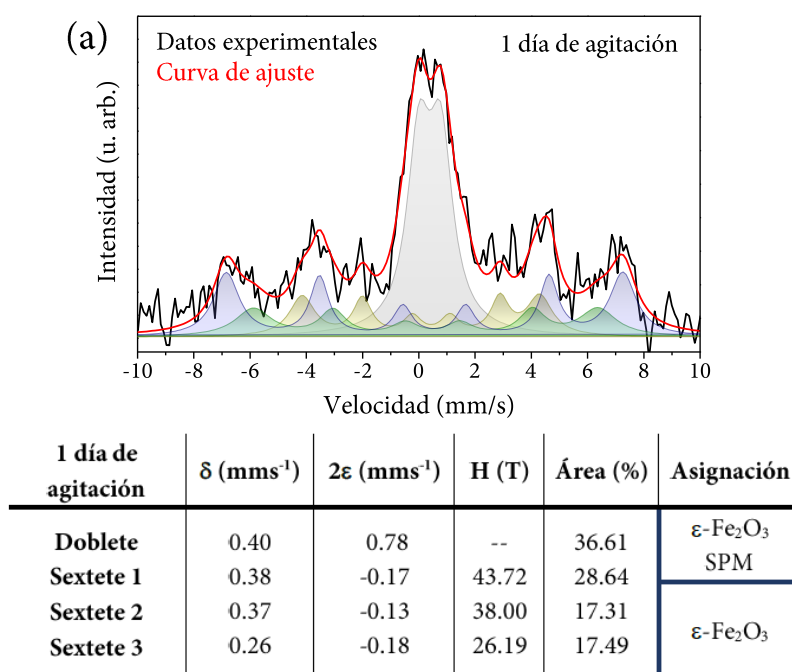 (a)
Datos experimentales
Curva de ajuste
1 día de agitación
Intensidad (u. arb.)
-10 -8 -6 -4 -2 0 2 4 6 8 10
Velocidad (mm/s)
1 día de agitación δ (mms⁻¹) 2ε (mms⁻¹) H (T) Área (%) Asignación
Doblete 0.40 0.78 -- 36.61 ε-Fe₂O₃ SPM
Sextete 1 0.38 -0.17 43.72 28.64
Sextete 2 0.37 -0.13 38.00 17.31 ε-Fe₂O₃
Sextete 3 0.26 -0.18 26.19 17.49